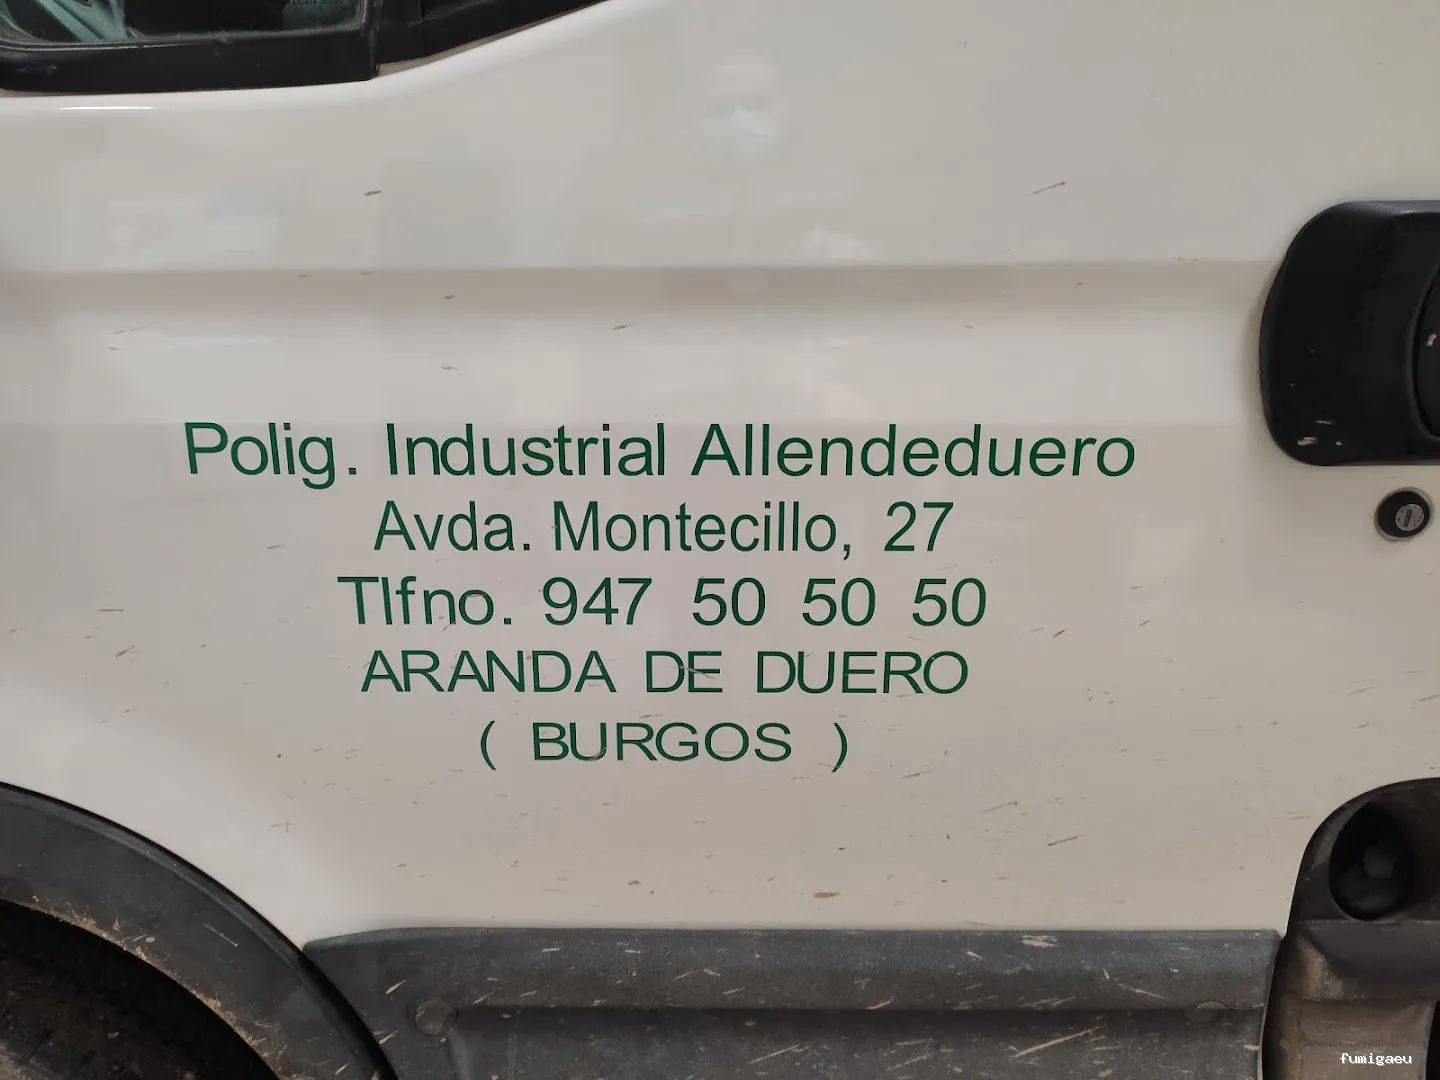 Polig. Industrial Allendeduero
Avda. Montecillo, 27
Tlfno. 947 50 50 50
ARANDA DE DUERO
( BURGOS )
fumigaeu